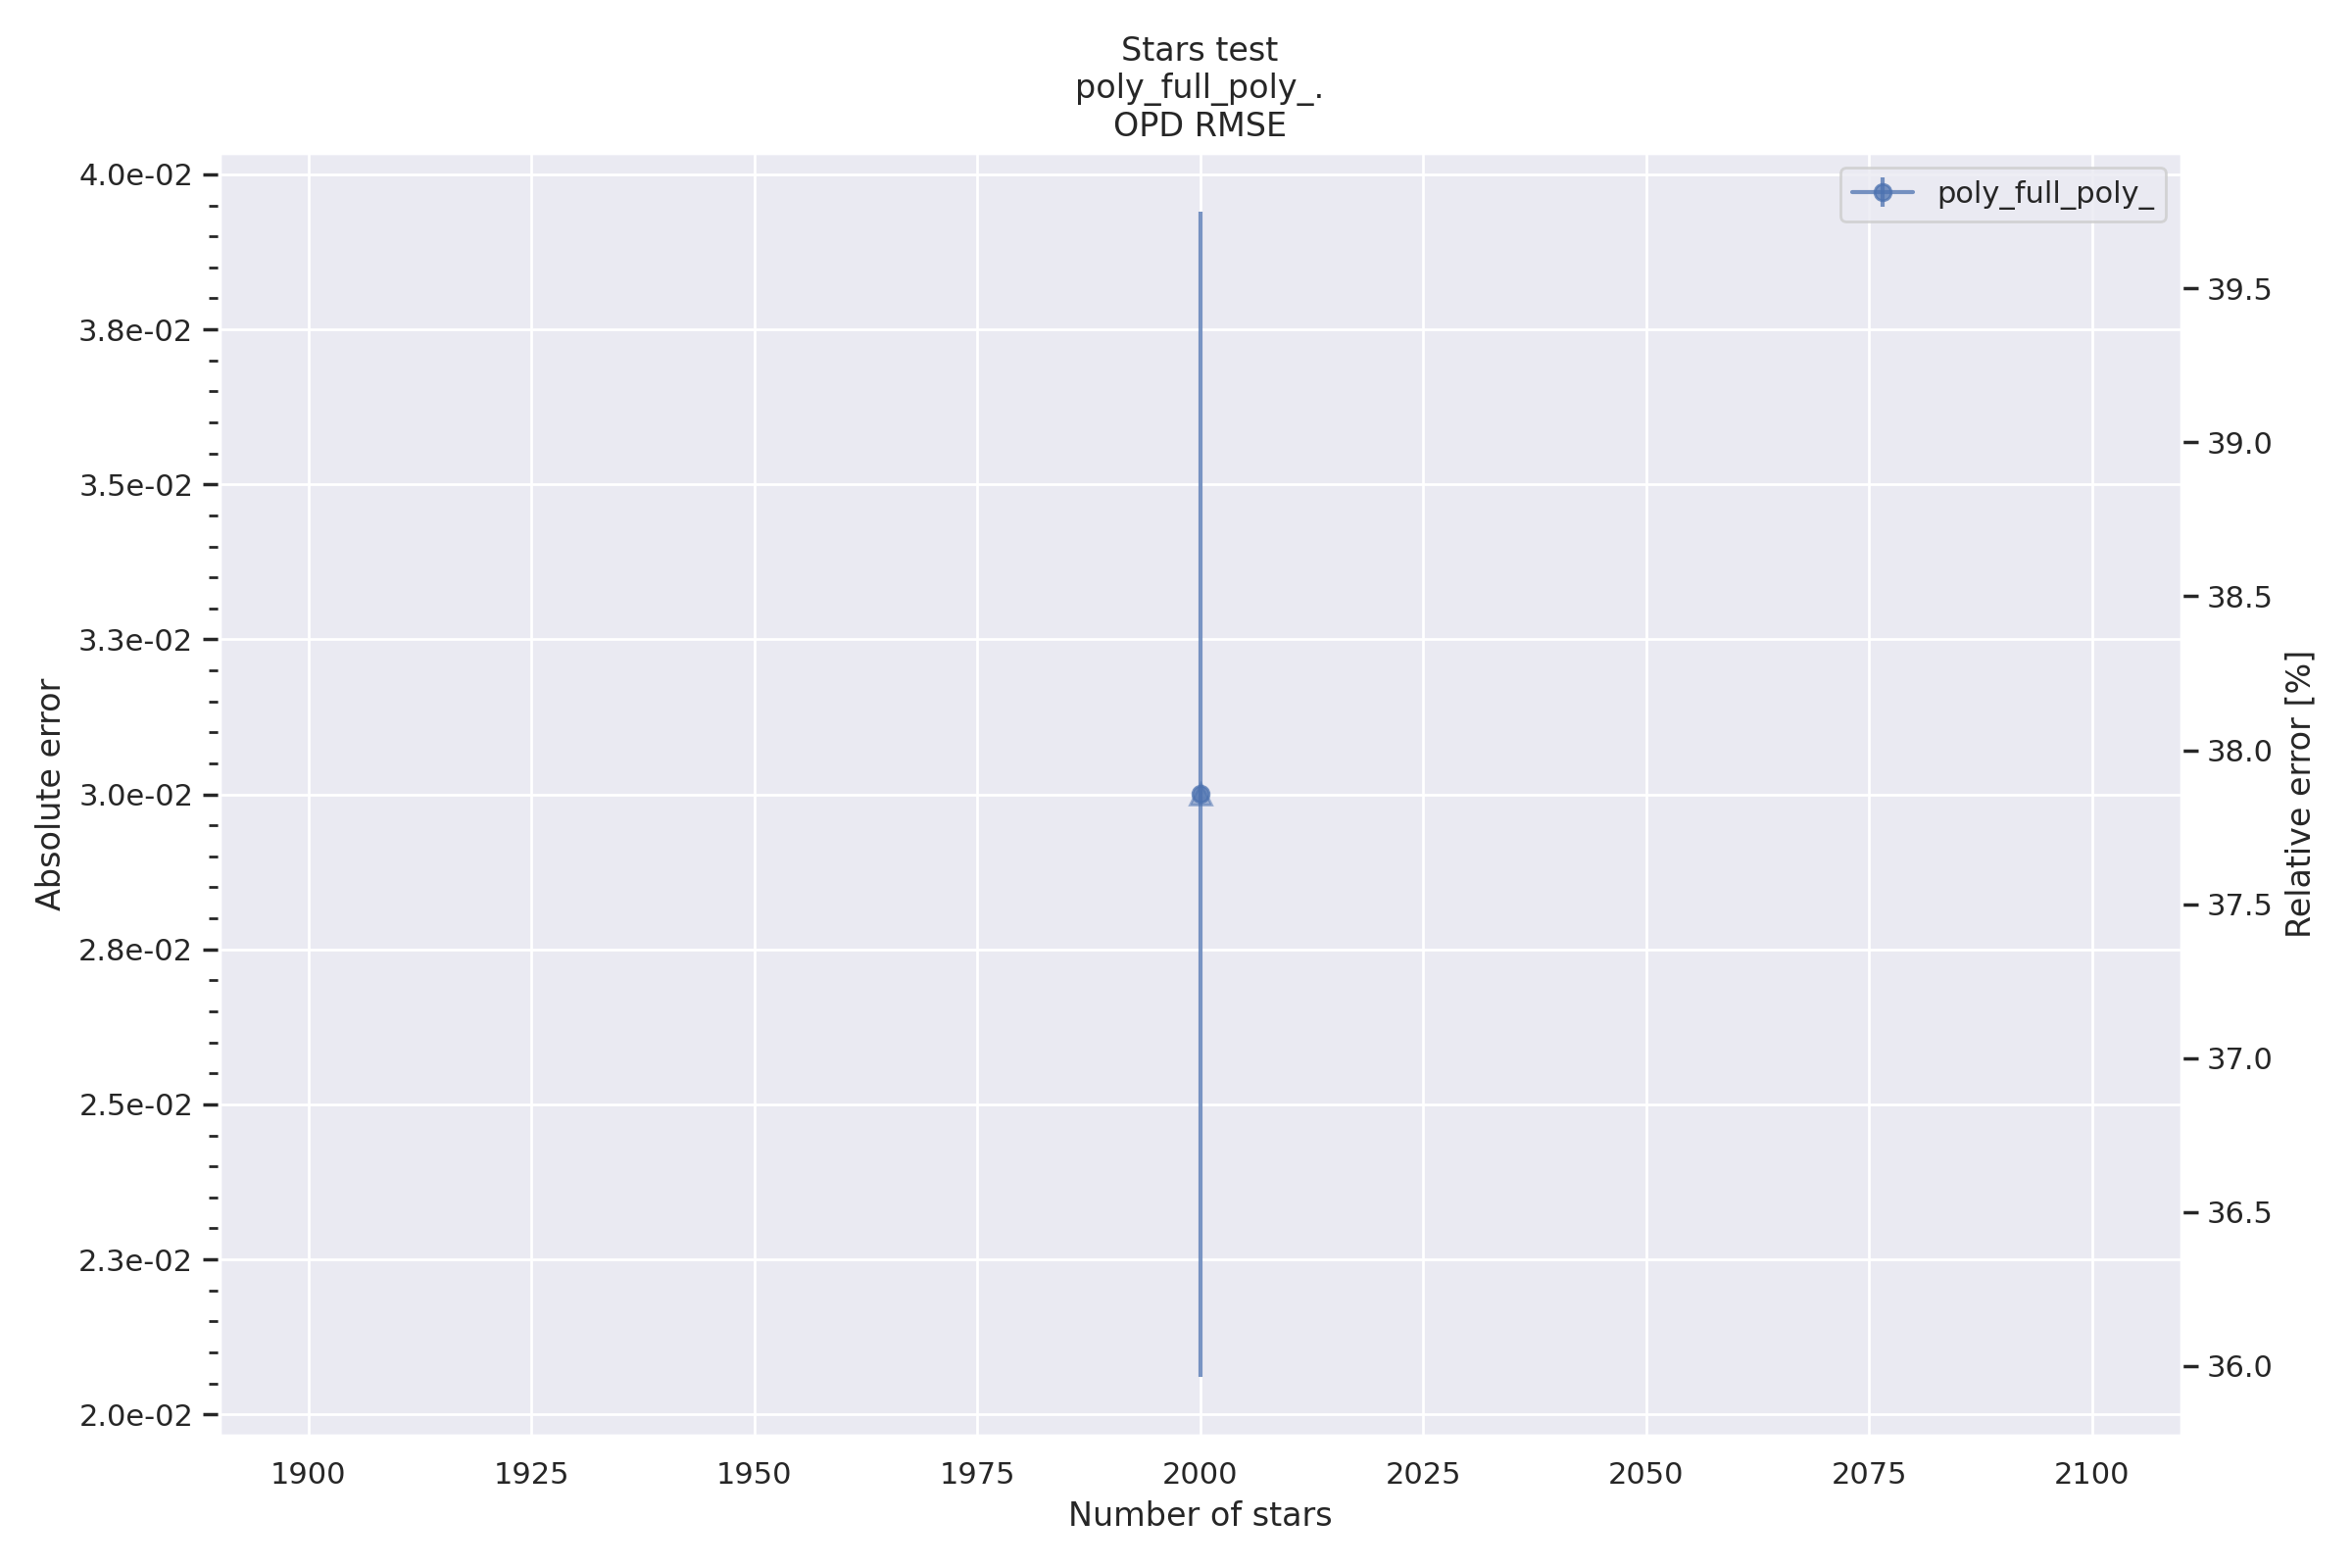 Stars test
poly_full_poly_.
OPD RMSE
poly_full_poly_
Absolute error
4.0e-02
3.8e-02
3.5e-02
3.3e-02
3.0e-02
2.8e-02
2.5e-02
2.3e-02
2.0e-02
39.5
39.0
38.5
38.0
37.5
37.0
36.5
36.0
Relative error [%]
1900 1925 1950 1975 2000 2025 2050 2075 2100
Number of stars